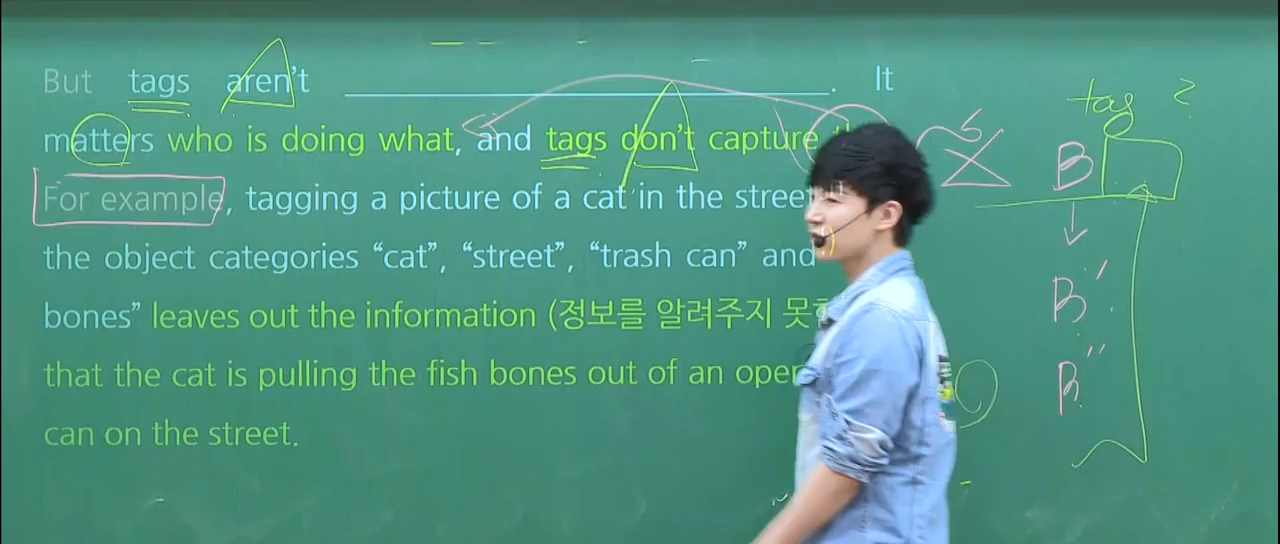 But tags aren't ____________. It
matters who is doing what, and tags don't capture
For example, tagging a picture of a cat in the street
the object categories “cat”, “street”, “trash can” and
bones” leaves out the information (정보를 알려주지
that the cat is pulling the fish bones out of an open
can on the street.
tag ?
B
B'
B''